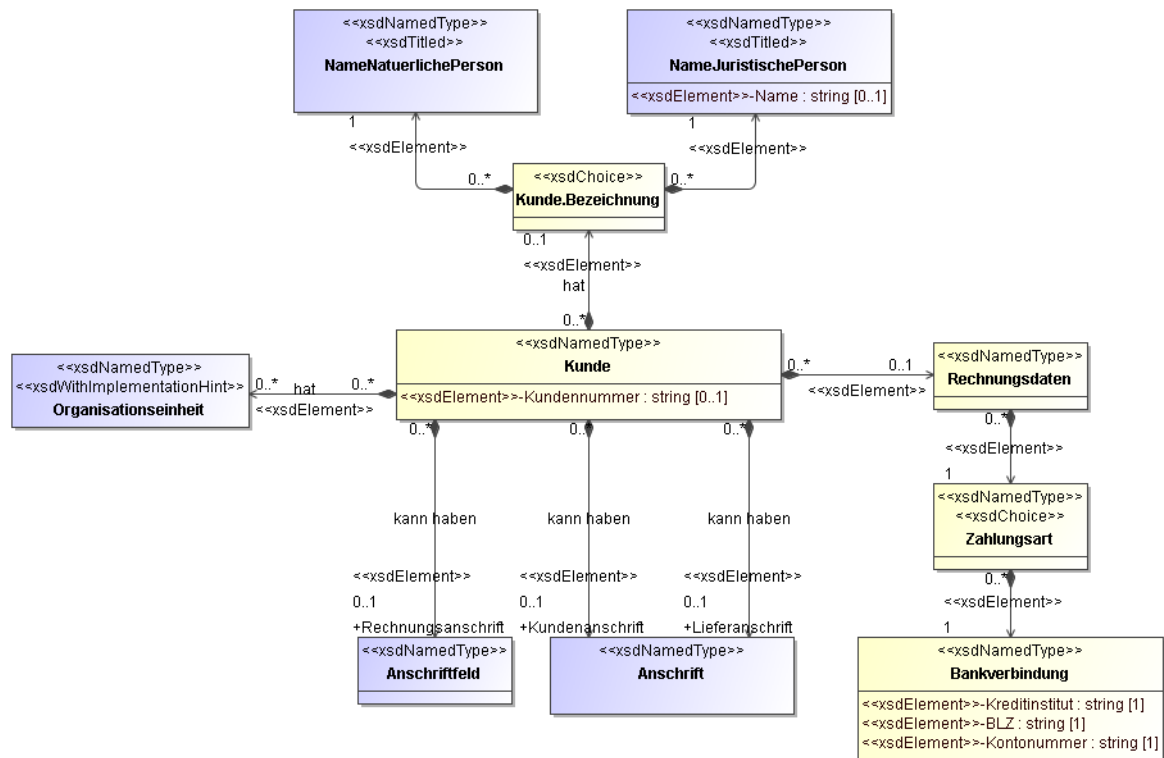 <<xsdNamedType>>
<<xsdTitled>>
NameNatuerlichePerson
<<xsdNamedType>>
<<xsdTitled>>
NameJuristischePerson
<<xsdElement>>-Name : string [0..1]
1
<<xsdElement>>
0..*
1
<<xsdElement>>
0..*
<<xsdChoice>>
Kunde.Bezeichnung
0..1
<<xsdElement>>
hat
0..*
<<xsdNamedType>>
Kunde
<<xsdElement>>-Kundennummer : string [0..1]
<<xsdNamedType>>
<<xsdWithImplementationHint>>
Organisationseinheit
0..*
hat
0..*
<<xsdElement>>
0..*
0..1
<<xsdElement>>
<<xsdNamedType>>
Rechnungsdaten
0..*
<<xsdElement>>
1
<<xsdNamedType>>
<<xsdChoice>>
Zahlungsart
0..*
<<xsdElement>>
1
<<xsdNamedType>>
Bankverbindung
<<xsdElement>>-Kreditinstitut : string [1]
<<xsdElement>>-BLZ : string [1]
<<xsdElement>>-Kontonummer : string [1]
0..*
kann haben
<<xsdElement>>
0..1
+Rechnungsanschrift
<<xsdNamedType>>
Anschriftfeld
0..*
kann haben
<<xsdElement>>
0..1
+Kundenanschrift
0..*
kann haben
<<xsdElement>>
0..1
+Lieferanschrift
<<xsdNamedType>>
Anschrift